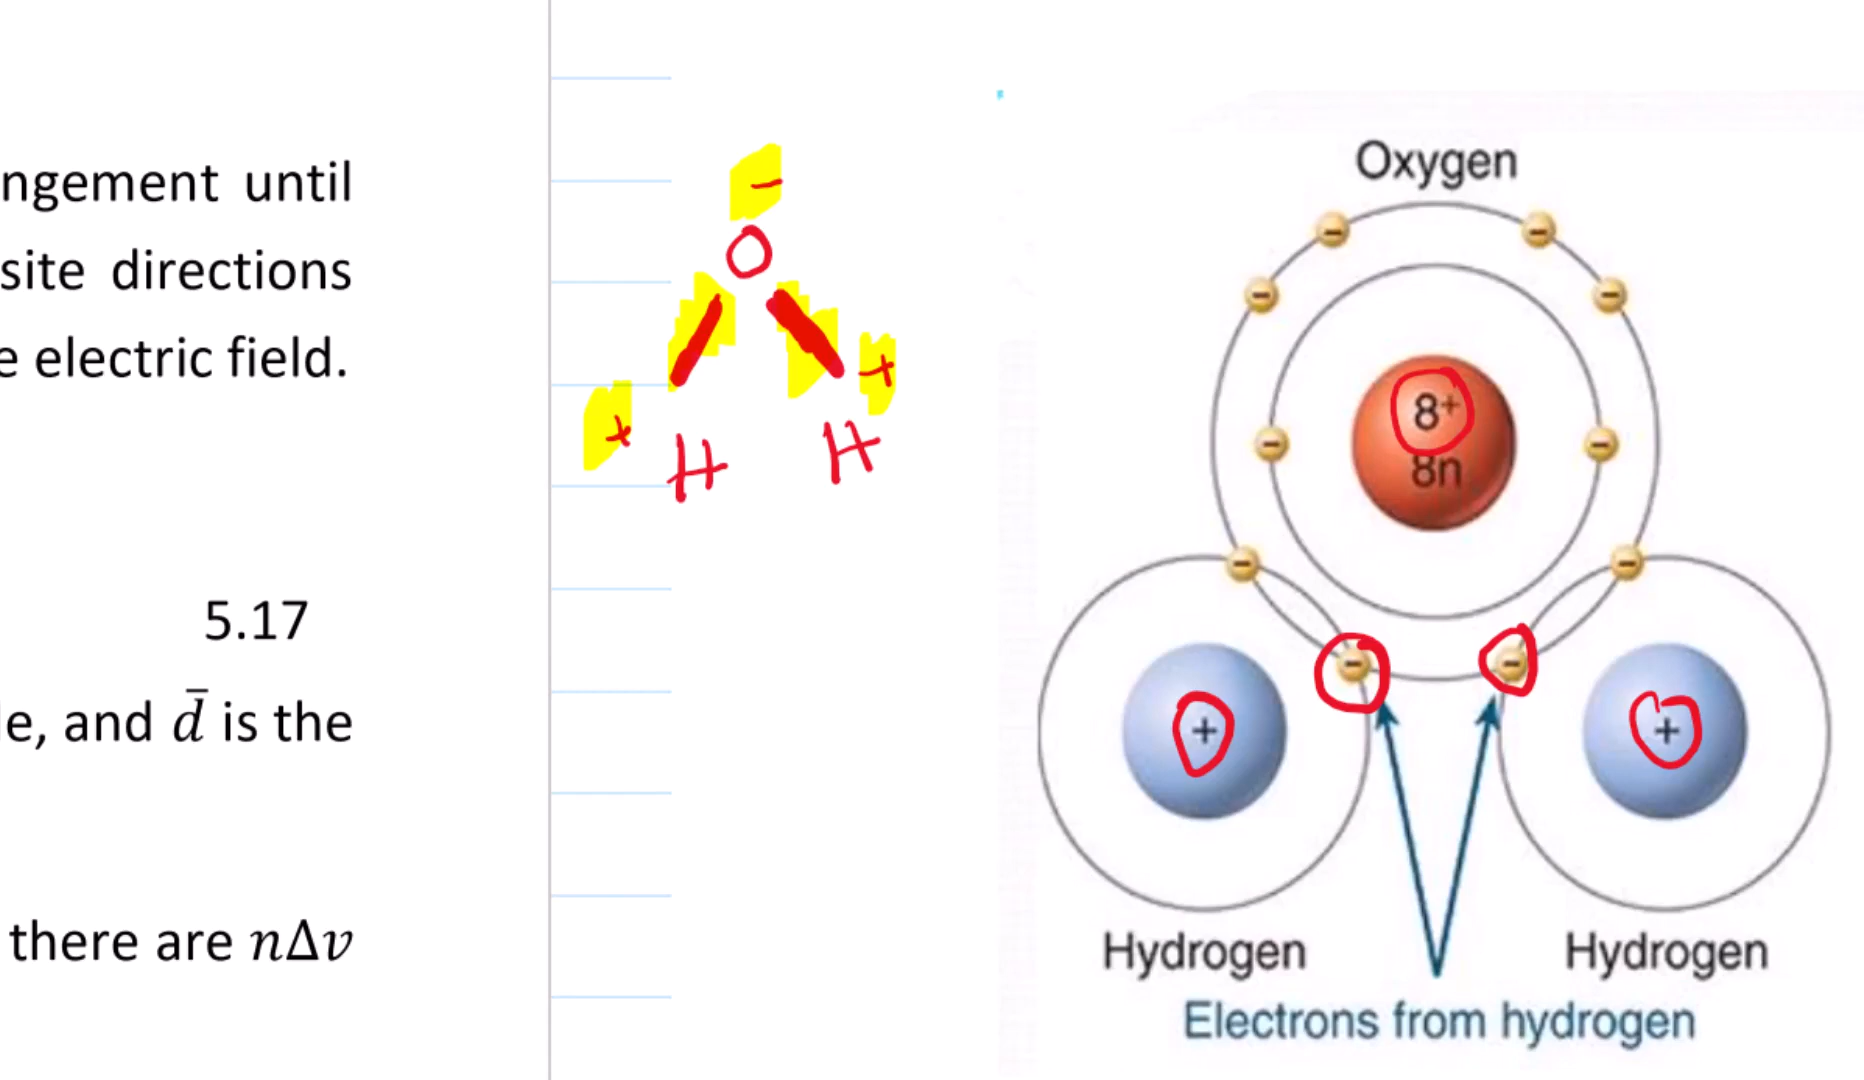 ngement until
site directions
e electric field.
5.17
le, and d̄ is the
there are nΔv
−
O
+
+
H H
Oxygen
− −
− −
8+
8n
− −
− −
− −
+ +
Hydrogen Hydrogen
Electrons from hydrogen